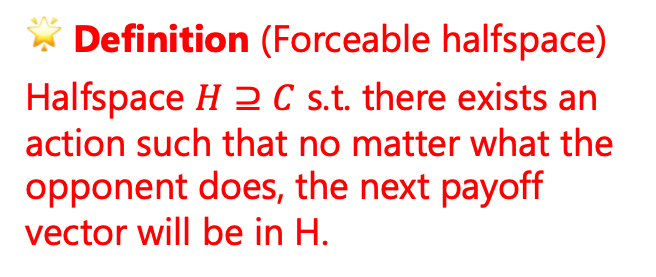 🌟 Definition (Forceable halfspace)
Halfspace 𝐻 ⊇ 𝐶 s.t. there exists an
action such that no matter what the
opponent does, the next payoff
vector will be in H.